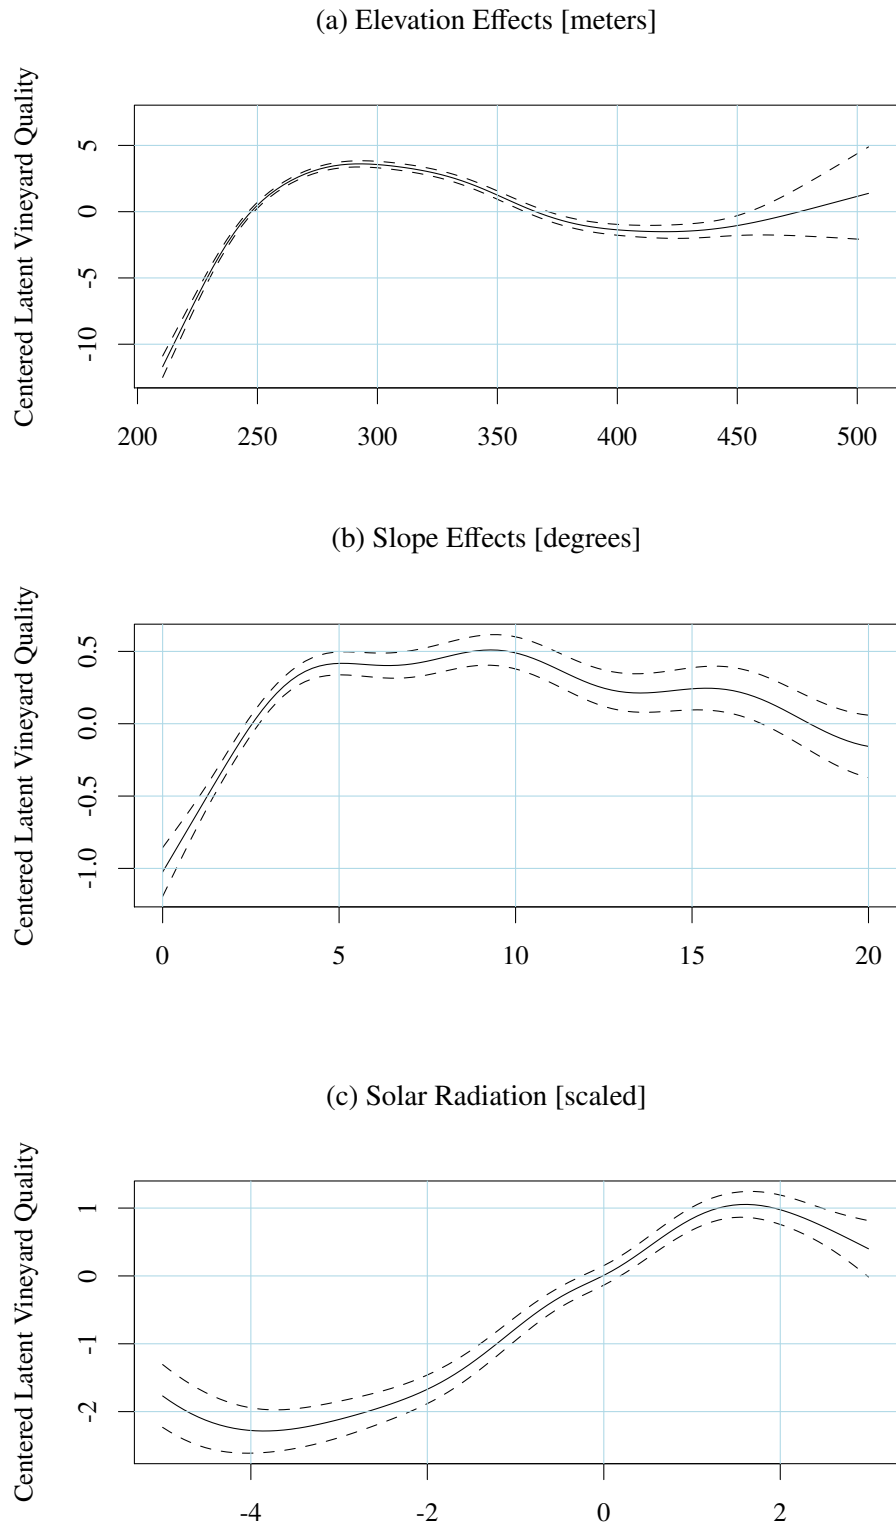 (a) Elevation Effects [meters]
Centered Latent Vineyard Quality
5
0
-5
-10
200 250 300 350 400 450 500
(b) Slope Effects [degrees]
Centered Latent Vineyard Quality
0.5
0.0
-0.5
-1.0
0 5 10 15 20
(c) Solar Radiation [scaled]
Centered Latent Vineyard Quality
1
0
-1
-2
-4 -2 0 2